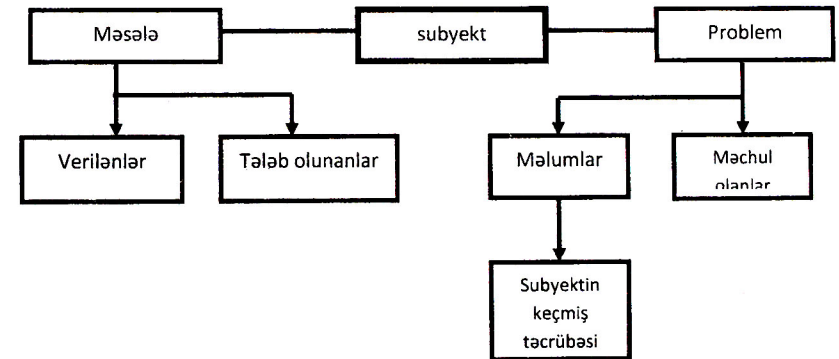 Məsələ
subyekt
Problem
Verilənlər
Tələb olunanlar
Məlumlar
Məchul
olanlar
Subyektin
keçmiş
təcrübəsi